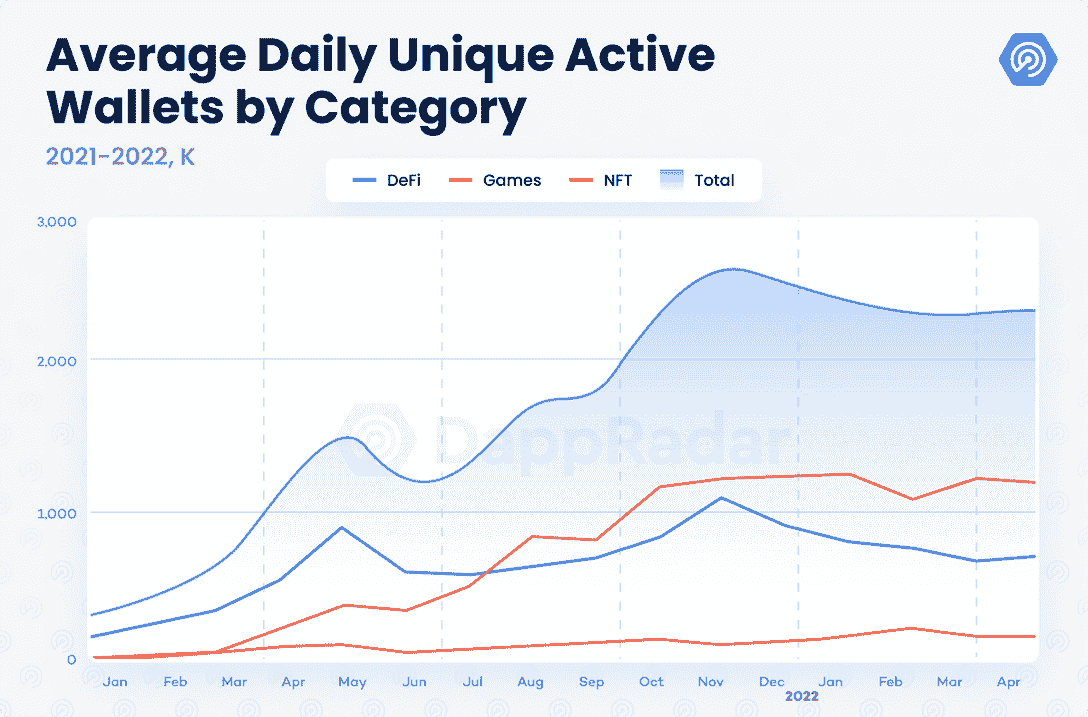 Average Daily Unique Active
Wallets by Category
2021-2022, K
DeFi Games NFT Total
3,000
2,000
1,000
0
DappRadar
Jan Feb Mar Apr May Jun Jul Aug Sep Oct Nov Dec Jan Feb Mar Apr
2022